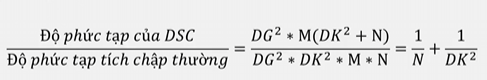 Độ phức tạp của DSC / Độ phức tạp tích chập thường = DG² * M(DK² + N) / DG² * DK² * M * N = 1/N + 1/DK²